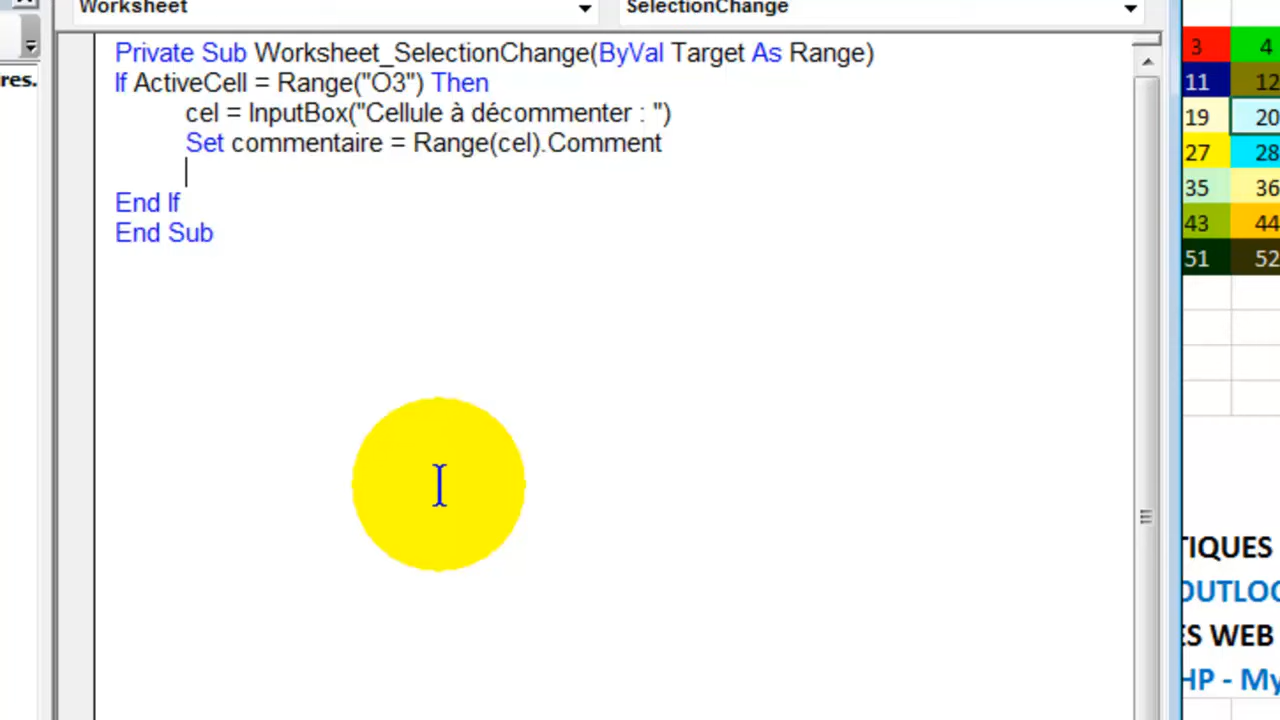 Worksheet
SelectionChange
res.
Private Sub Worksheet_SelectionChange(ByVal Target As Range)
If ActiveCell = Range("O3") Then
cel = InputBox("Cellule à décommenter : ")
Set commentaire = Range(cel).Comment
End If
End Sub
3 4
11 12
19 20
27 28
35 36
43 44
51 52
TIQUES
OUTLOO
ES WEB
HP - My